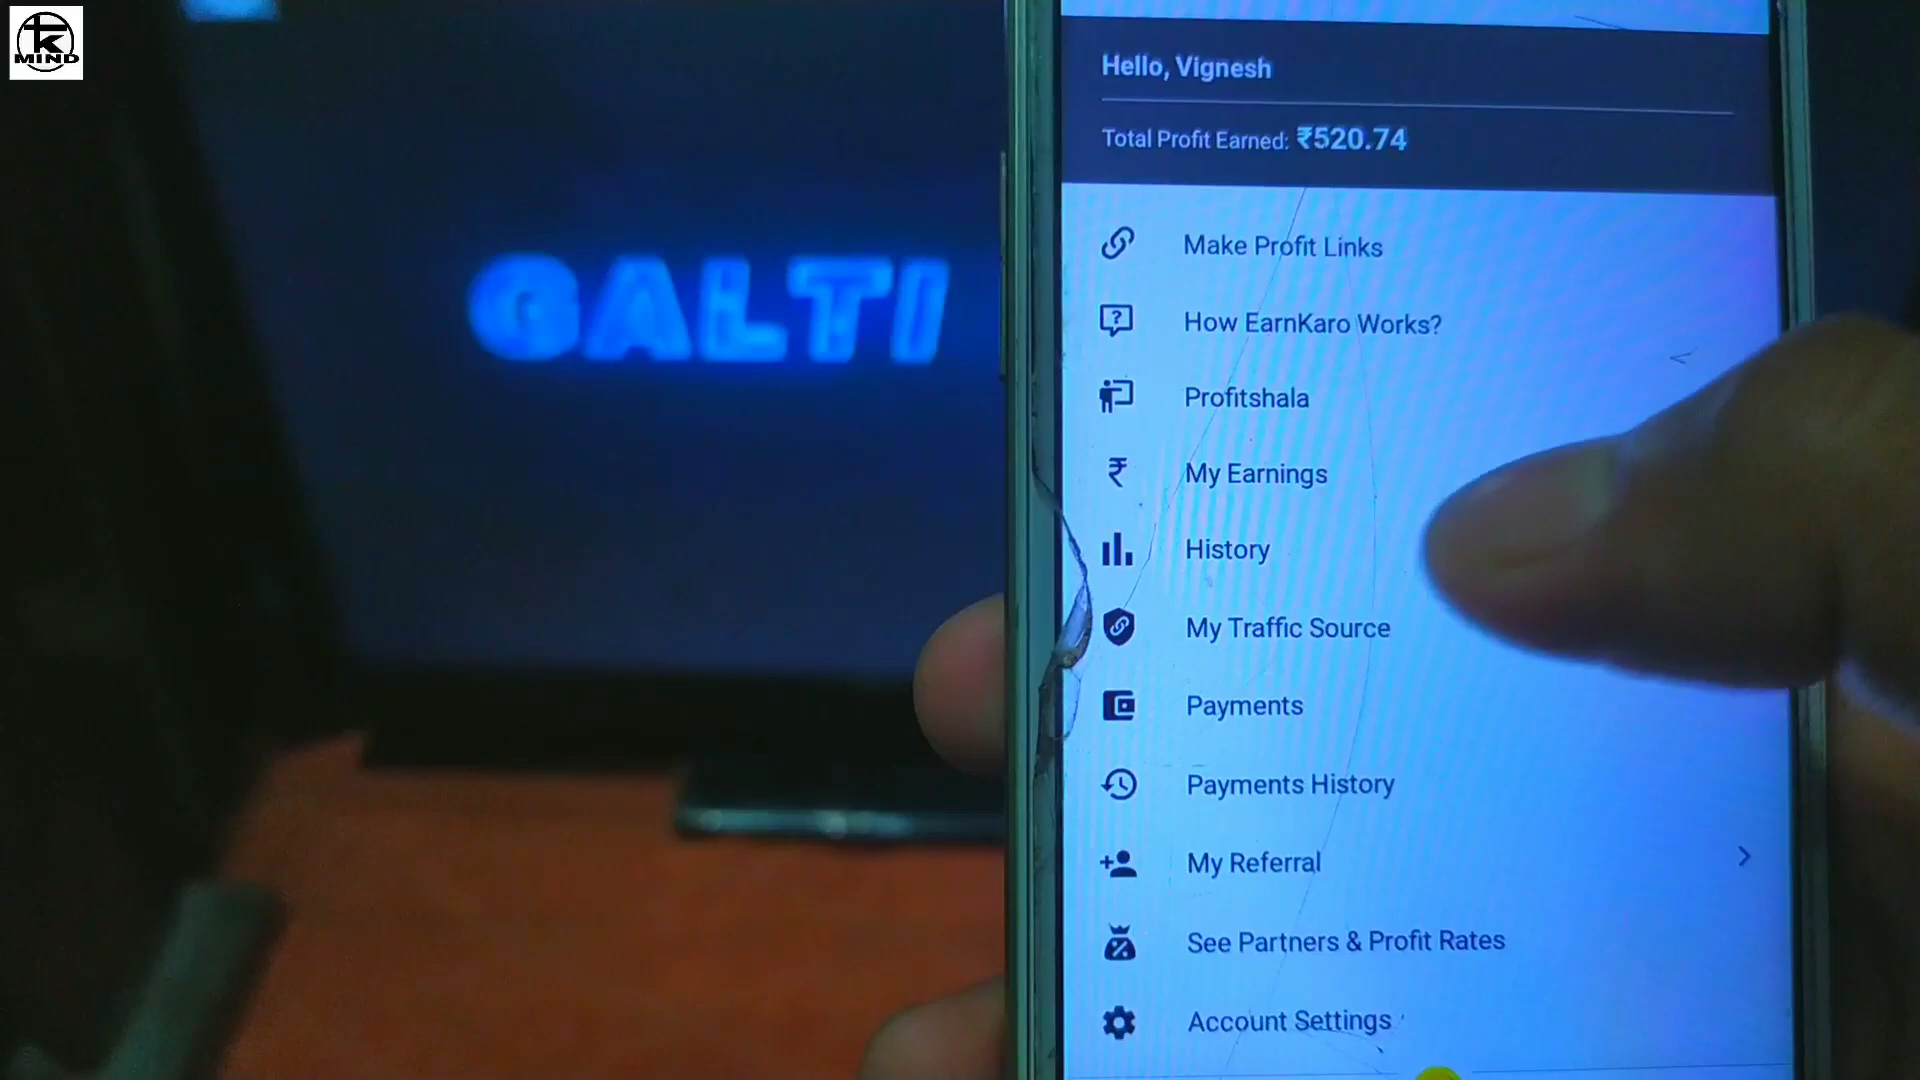 TK
MIND
GALTI
Hello, Vignesh
Total Profit Earned: ₹520.74
Make Profit Links
How EarnKaro Works?
Profitshala
My Earnings
History
My Traffic Source
Payments
Payments History
My Referral
See Partners & Profit Rates
Account Settings